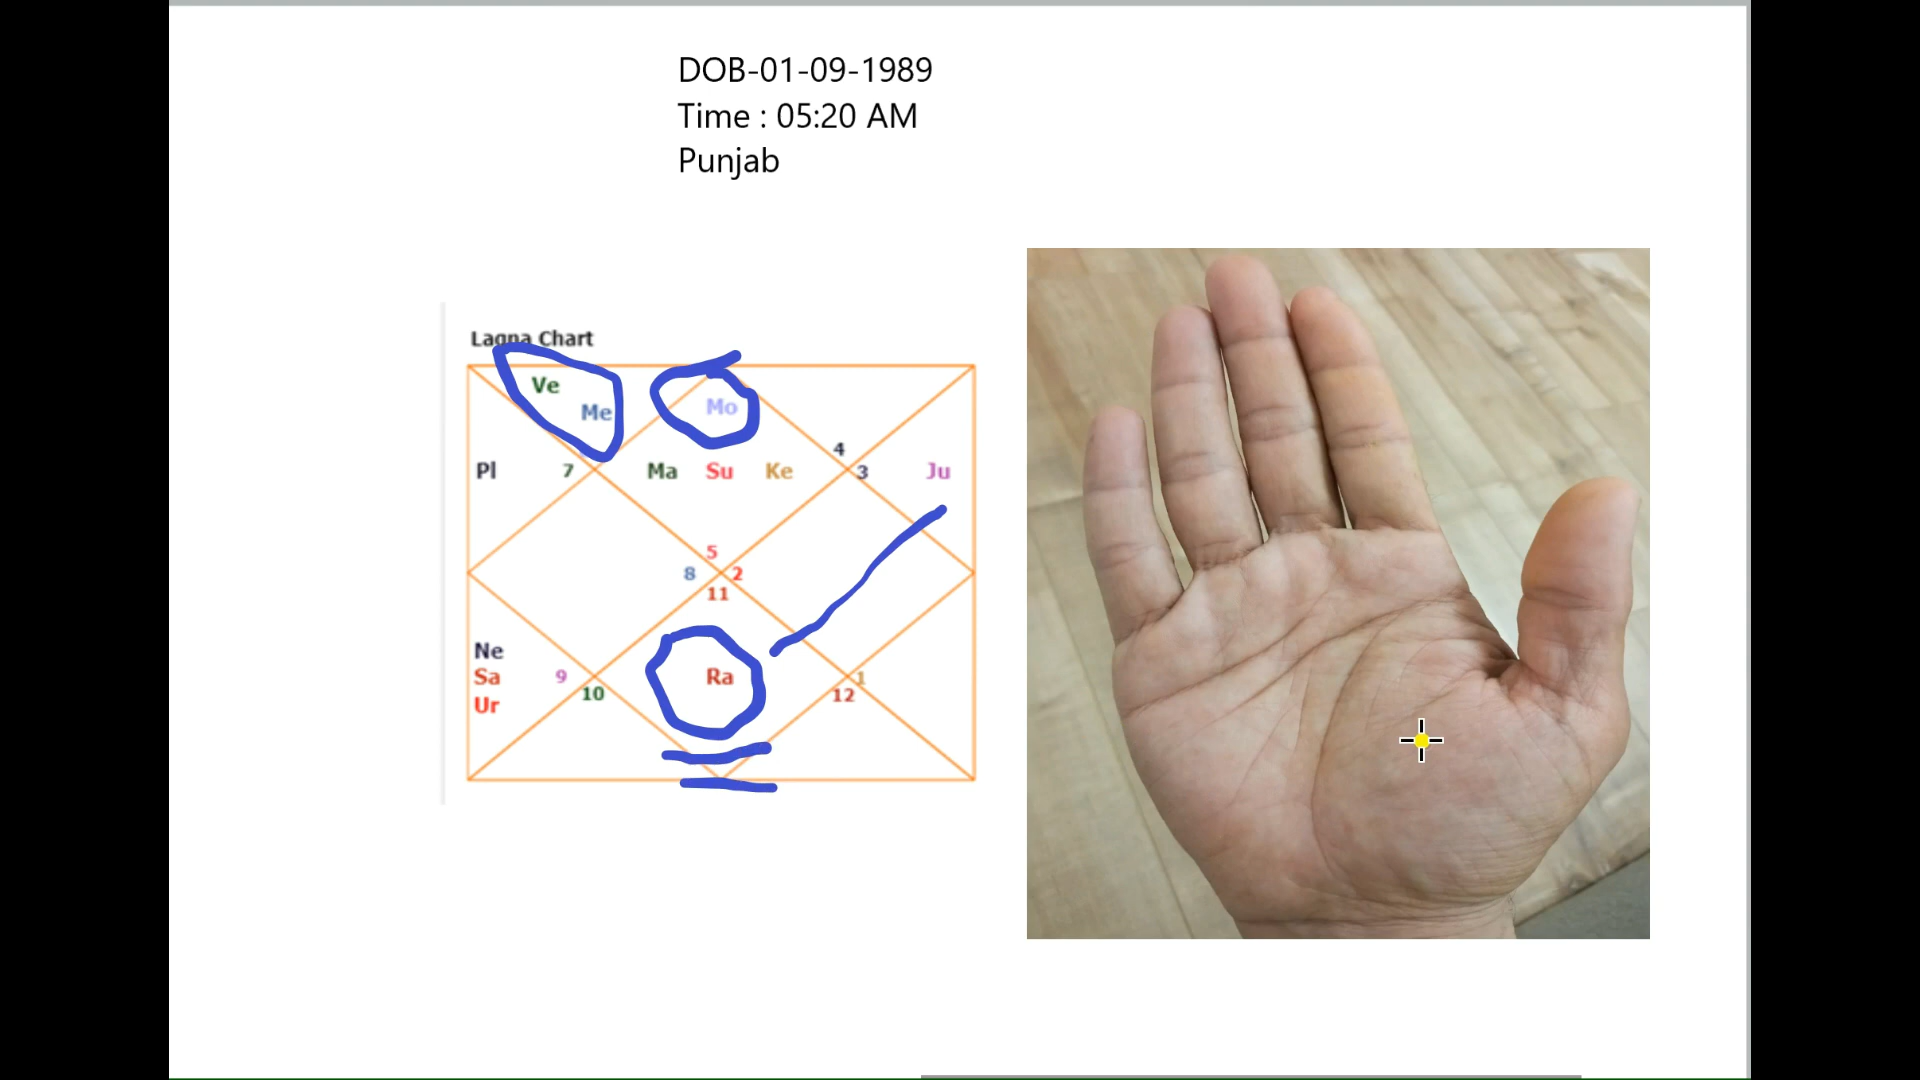 DOB-01-09-1989
Time : 05:20 AM
Punjab
Lagna Chart
Ve
Me
Mo
4
Pl
7
Ma
Su
Ke
3
Ju
5
8
2
11
Ne
Sa
9
Ra
1
10
12
Ur